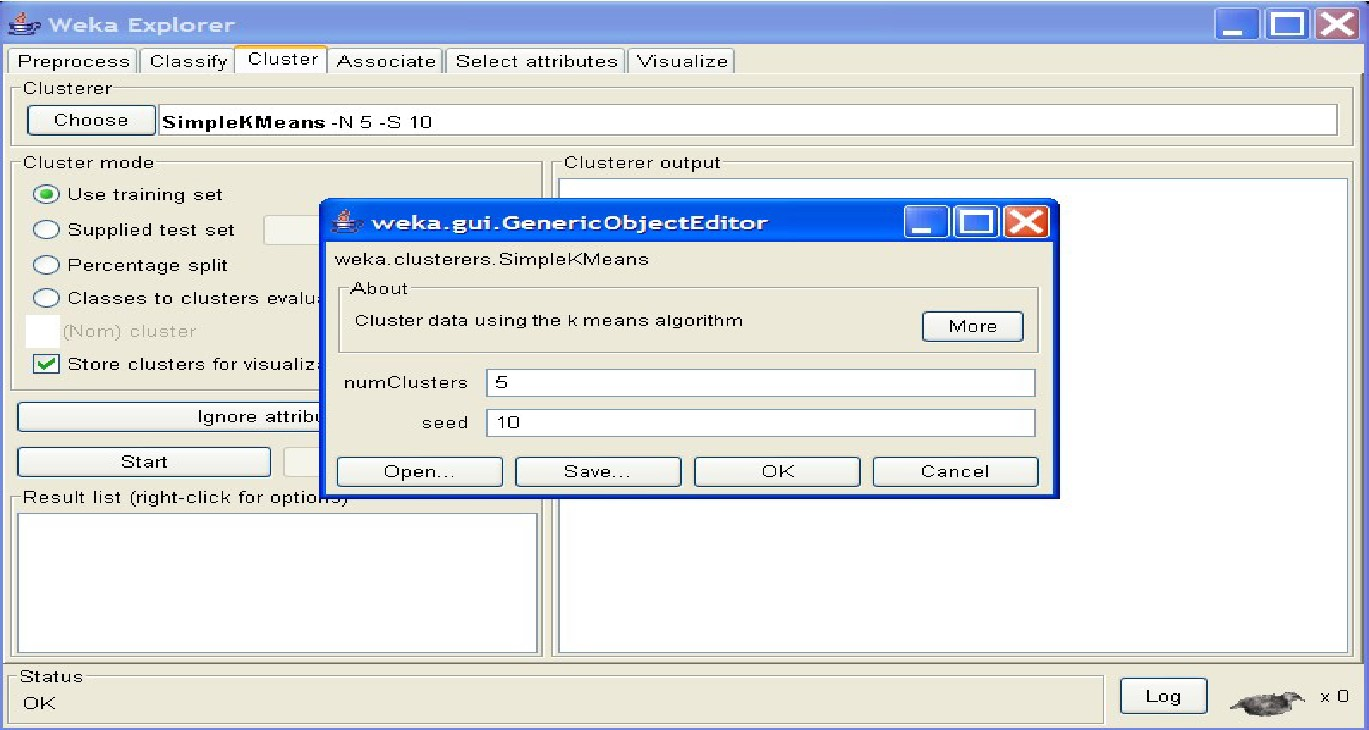 Weka Explorer
Preprocess Classify Cluster Associate Select attributes Visualize
Clusterer
Choose SimpleKMeans -N 5 -S 10
Cluster mode
Use training set
Supplied test set
Percentage split
Classes to clusters evalu
(Nom) cluster
Store clusters for visualiz
Ignore attribu
Start
Result list (right-click for options)
Clusterer output
weka.gui.GenericObjectEditor
weka.clusterers.SimpleKMeans
About
Cluster data using the k means algorithm
More
numClusters 5
seed 10
Open... Save... OK Cancel
Status
OK
Log x 0